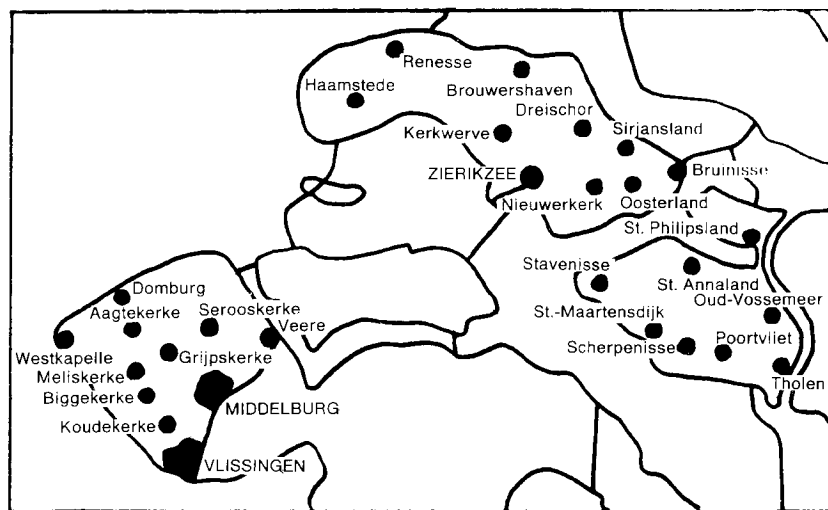 Renesse
Haamstede
Brouwershaven
Dreischor
Kerkwerve
Sirjansland
ZIERIKZEE
Bruinisse
Nieuwerkerk
Oosterland
St. Philipsland
Stavenisse
St. Annaland
Oud-Vossemeer
St.-Maartensdijk
Scherpenisse
Poortvliet
Tholen
Domburg
Aagtekerke
Serooskerke
Veere
Westkapelle
Grijpskerke
Meliskerke
Biggekerke
MIDDELBURG
Koudekerke
VLISSINGEN